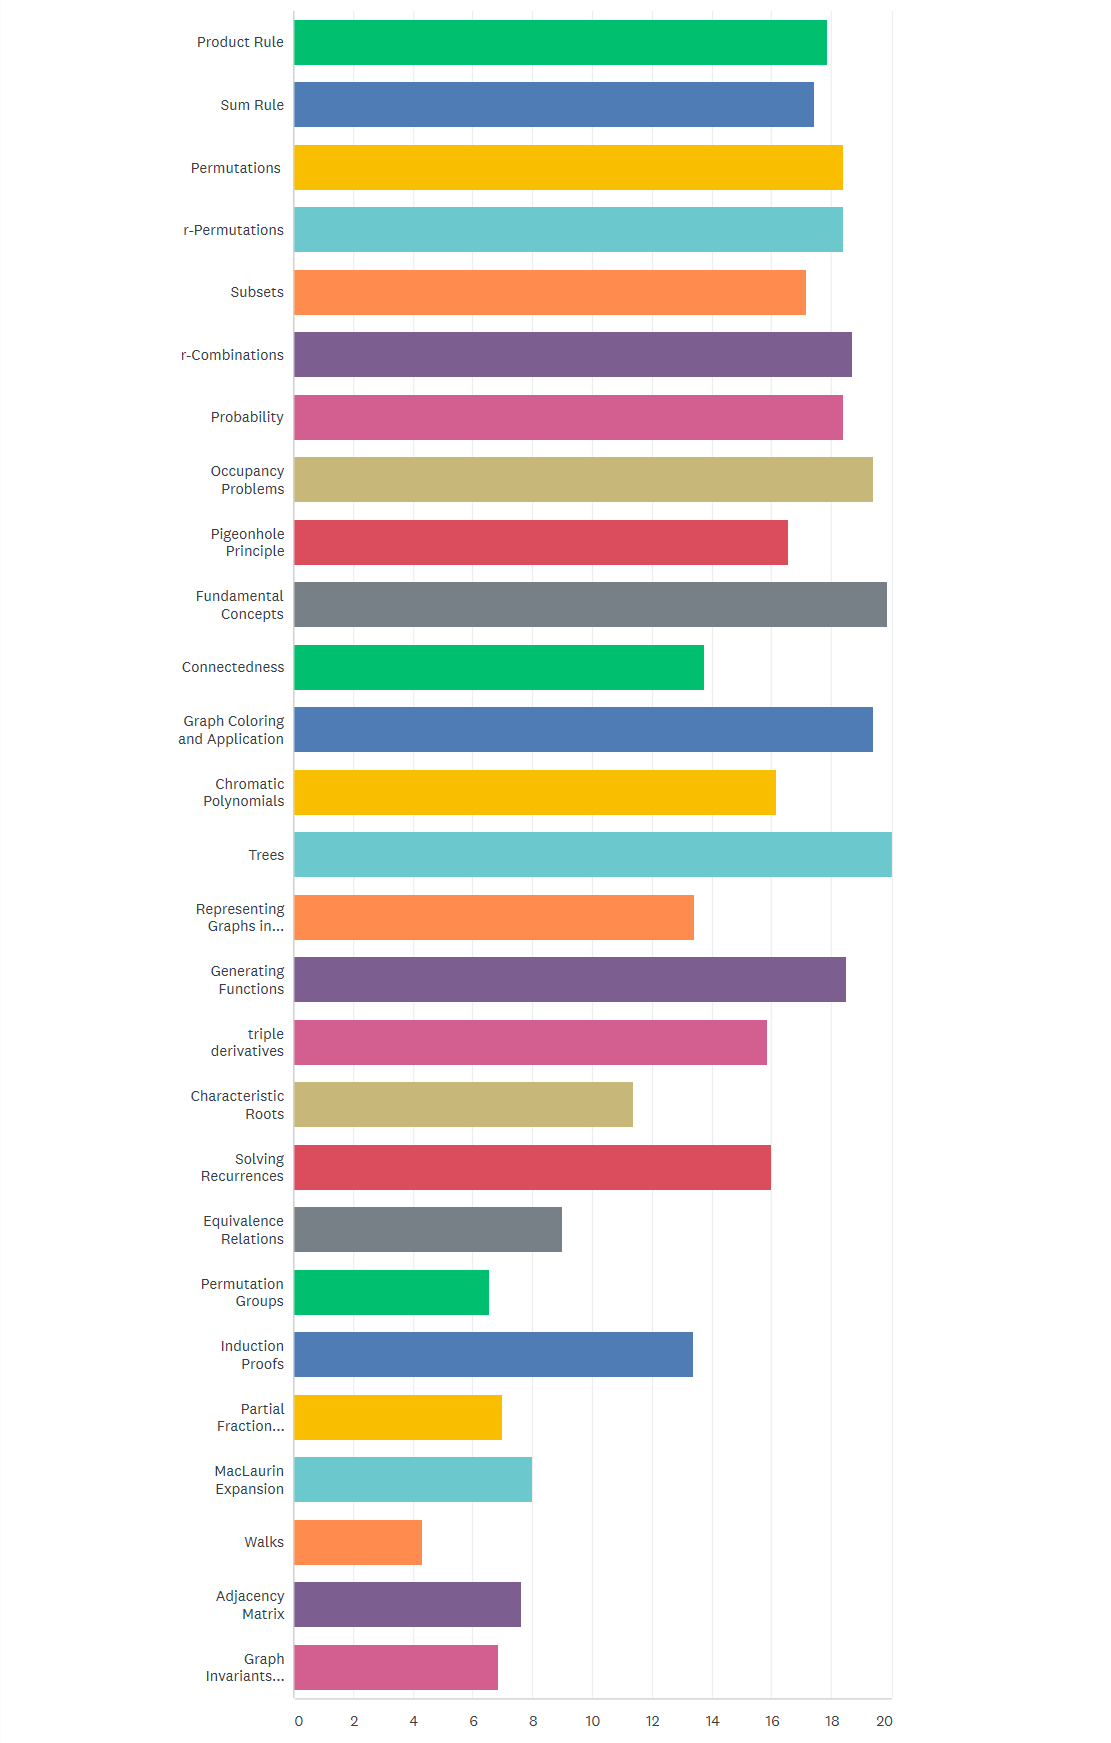 Product Rule
Sum Rule
Permutations
r-Permutations
Subsets
r-Combinations
Probability
Occupancy
Problems
Pigeonhole
Principle
Fundamental
Concepts
Connectedness
Graph Coloring
and Application
Chromatic
Polynomials
Trees
Representing
Graphs in...
Generating
Functions
triple
derivatives
Characteristic
Roots
Solving
Recurrences
Equivalence
Relations
Permutation
Groups
Induction
Proofs
Partial
Fraction...
MacLaurin
Expansion
Walks
Adjacency
Matrix
Graph
Invariants...
0 2 4 6 8 10 12 14 16 18 20